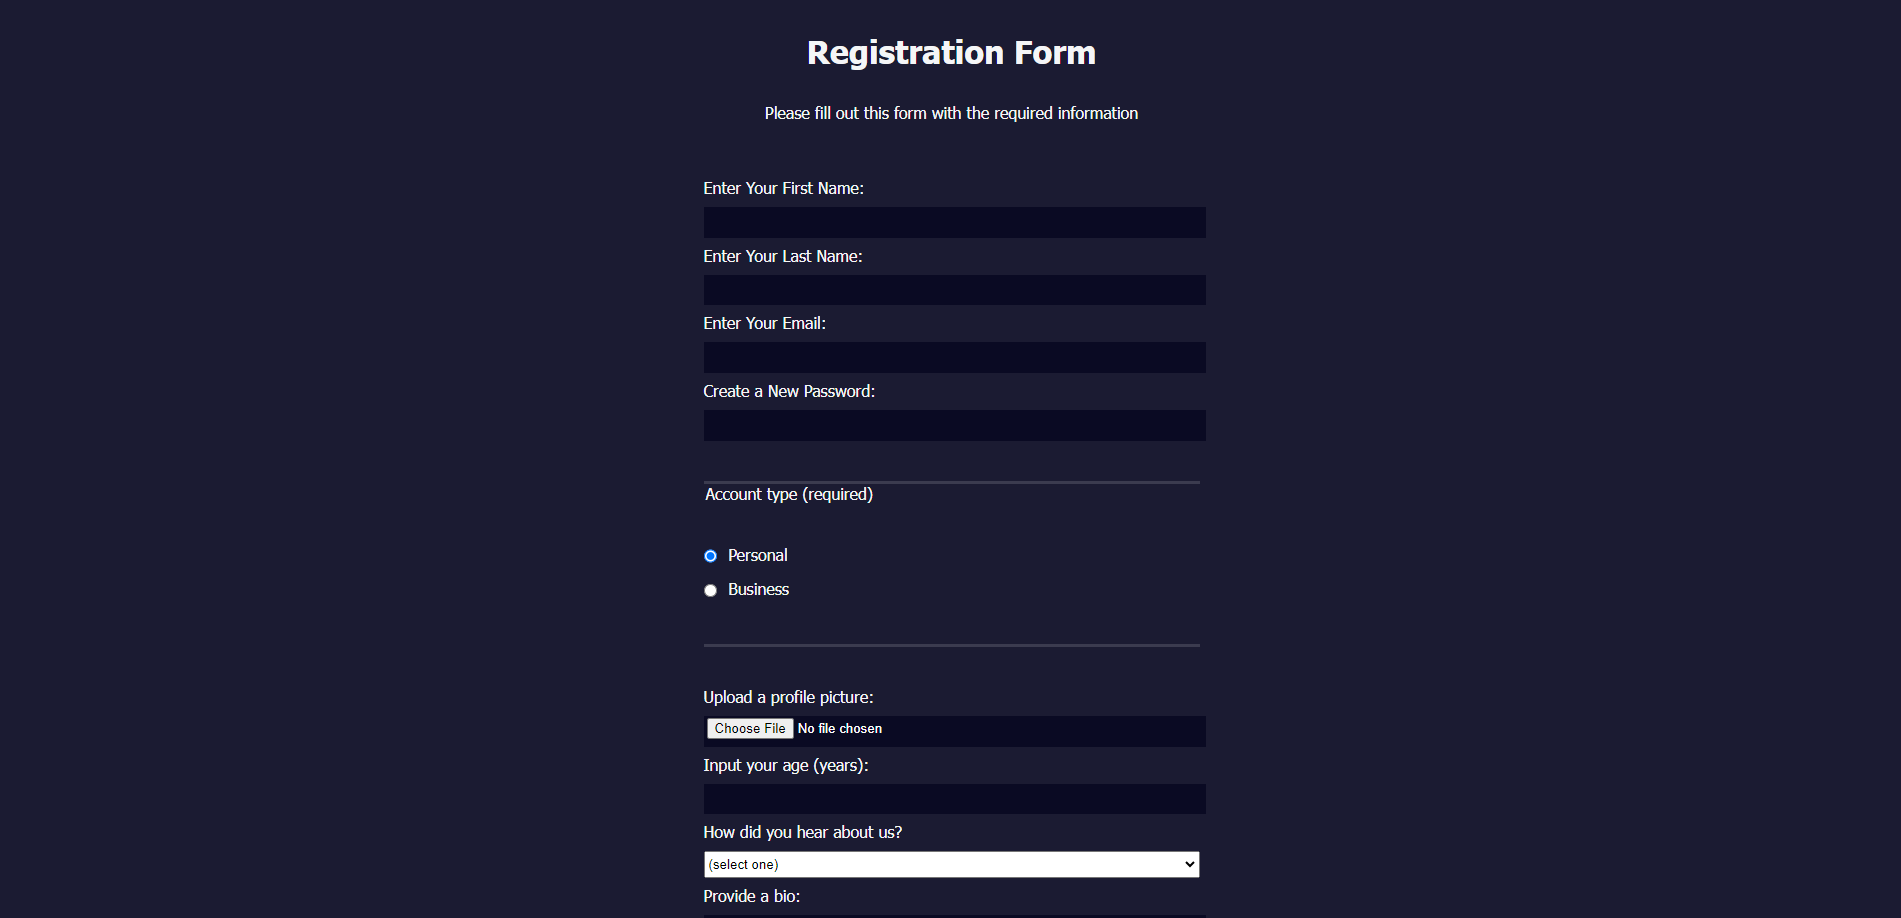 Registration Form
Please fill out this form with the required information
Enter Your First Name:
Enter Your Last Name:
Enter Your Email:
Create a New Password:
Account type (required)
Personal
Business
Upload a profile picture:
Choose File No file chosen
Input your age (years):
How did you hear about us?
(select one)
Provide a bio: